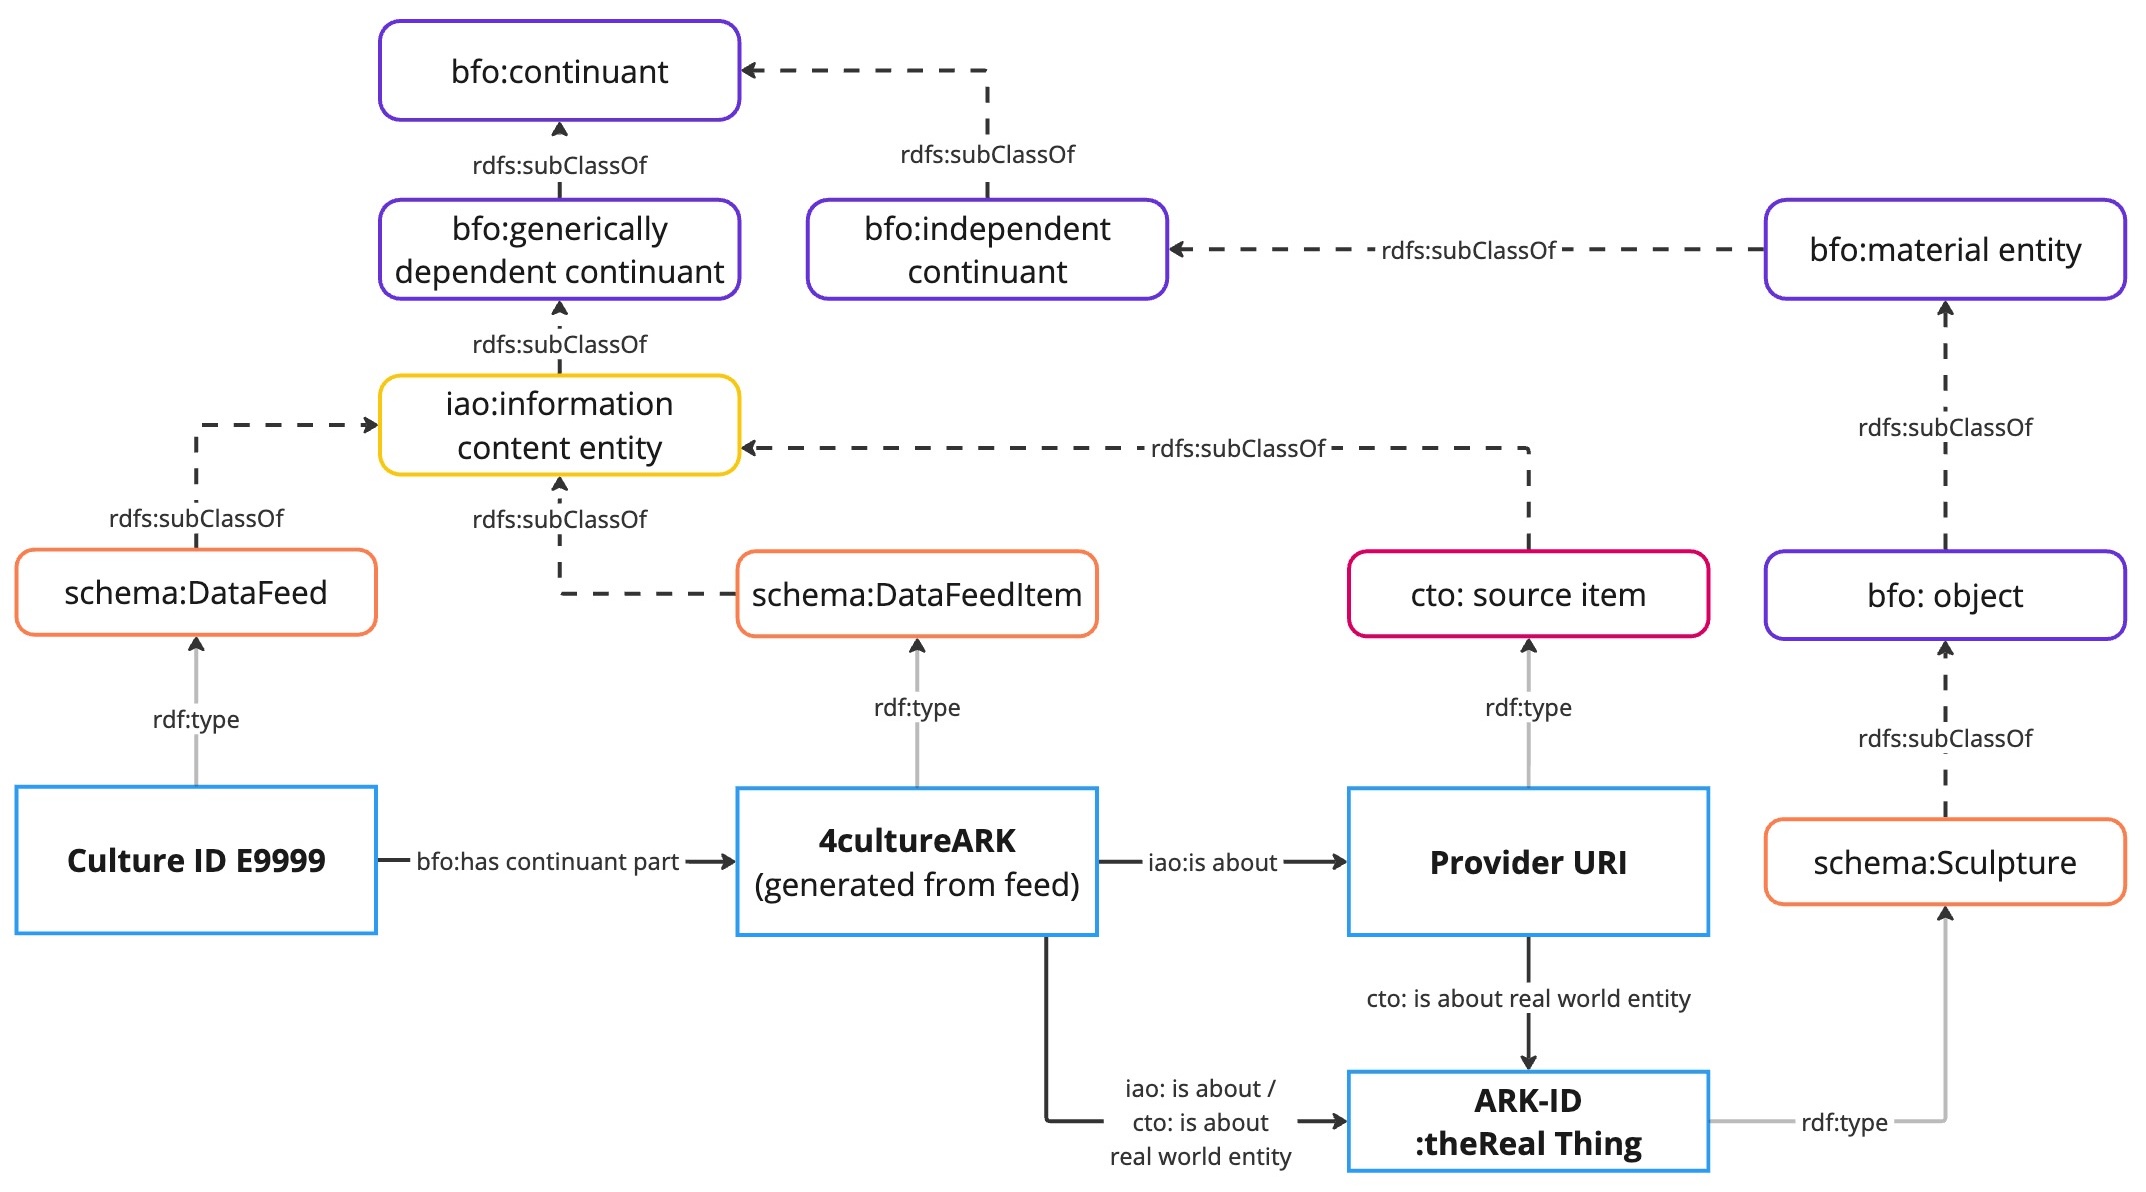 bfo:continuant
rdfs:subClassOf
rdfs:subClassOf
bfo:generically
dependent continuant
bfo:independent
continuant
rdfs:subClassOf
bfo:material entity
rdfs:subClassOf
iao:information
content entity
rdfs:subClassOf
rdfs:subClassOf
rdfs:subClassOf
rdfs:subClassOf
schema:DataFeed
schema:DataFeedItem
cto: source item
bfo: object
rdf:type
rdf:type
rdf:type
rdfs:subClassOf
Culture ID E9999
bfo:has continuant part
4cultureARK
(generated from feed)
iao:is about
Provider URI
schema:Sculpture
cto: is about real world entity
iao: is about /
cto: is about
real world entity
ARK-ID
:theReal Thing
rdf:type